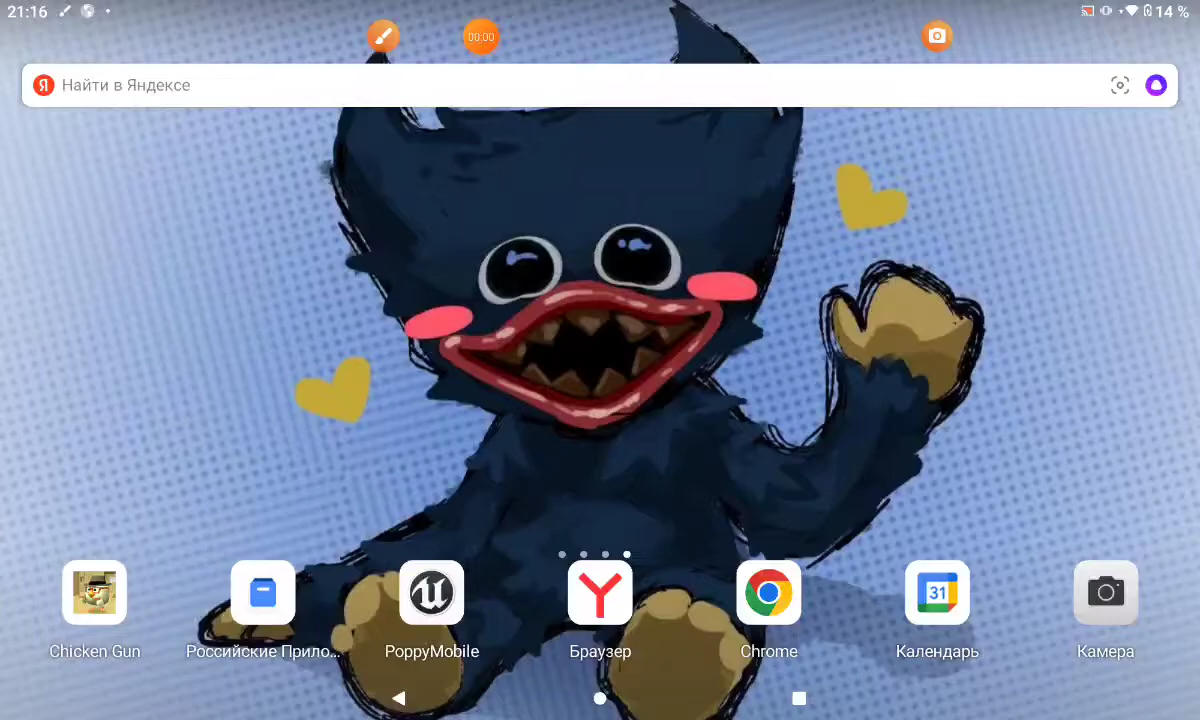 21:16
14 %
00:00
Я Найти в Яндексе
31
Chicken Gun
Российские Прило...
PoppyMobile
Браузер
Chrome
Календарь
Камера